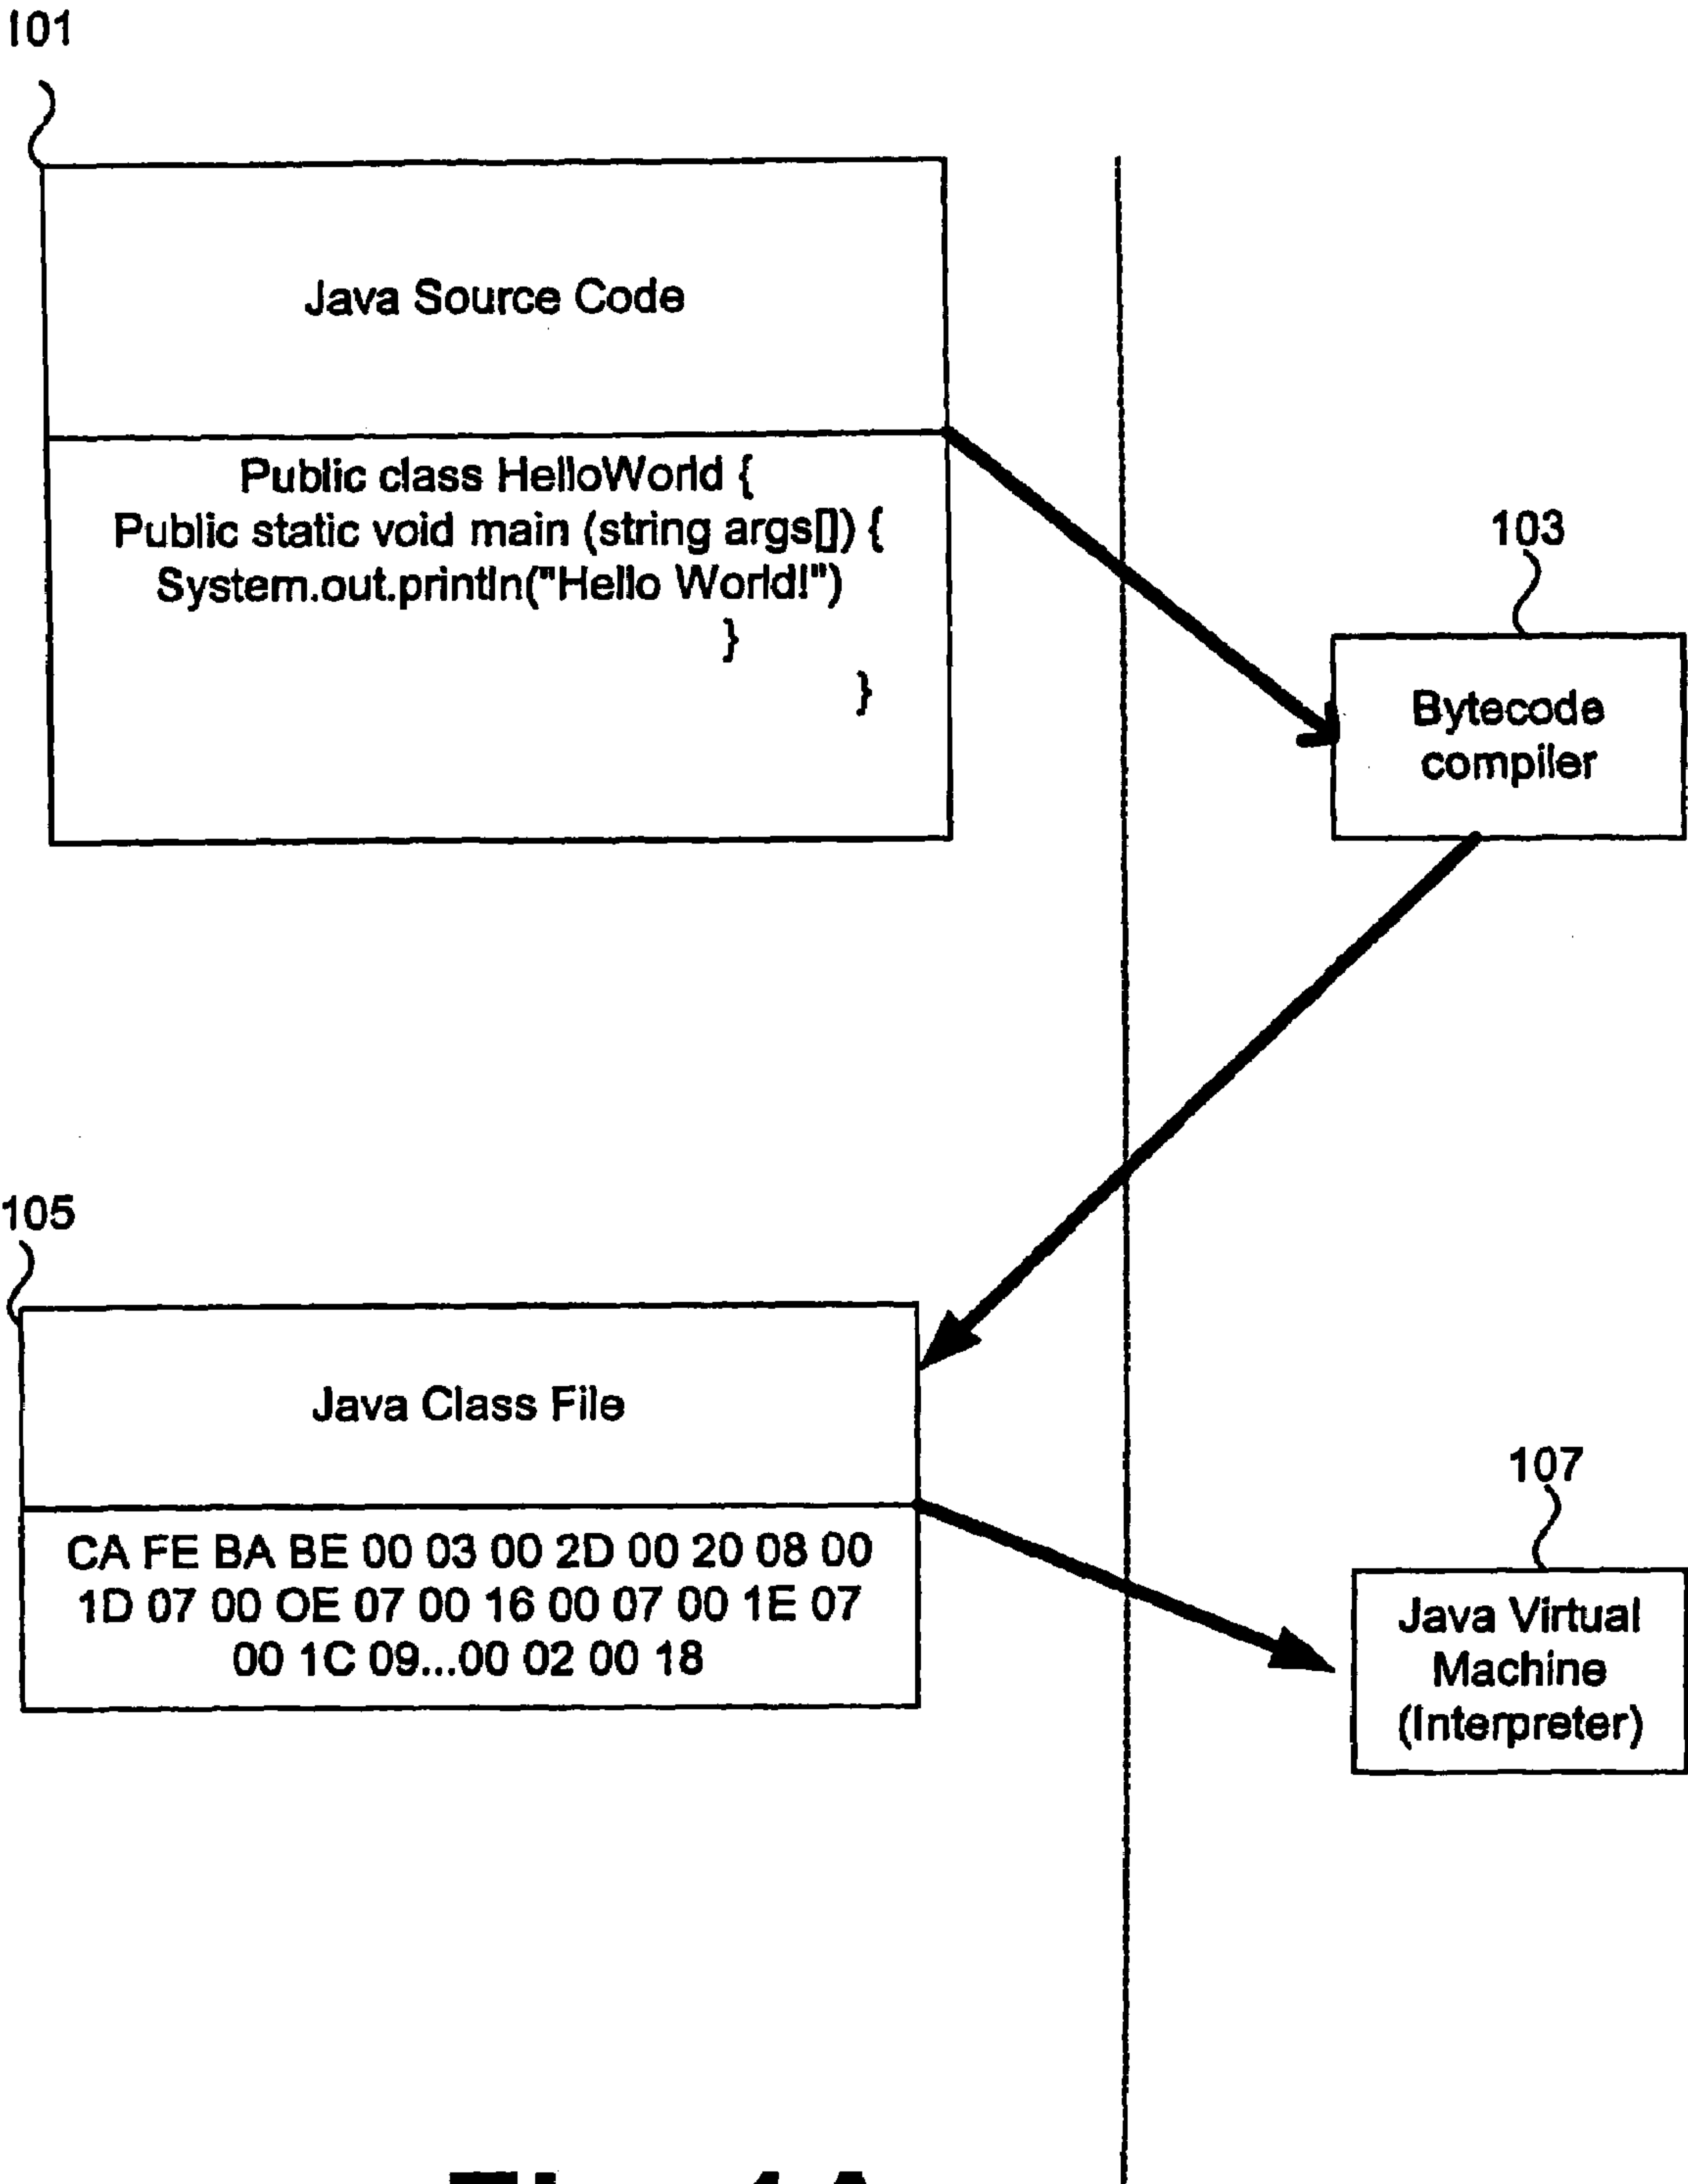 101
Java Source Code
Public class HelloWorld {
Public static void main (string args[]) {
System.out.println("Hello World!")
}
}
103
Bytecode
compiler
105
Java Class File
CA FE BA BE 00 03 00 2D 00 20 08 00
1D 07 00 OE 07 00 16 00 07 00 1E 07
00 1C 09...00 02 00 18
107
Java Virtual
Machine
(Interpreter)